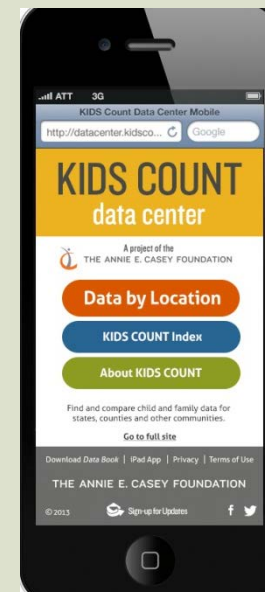 ATT 3G
KIDS Count Data Center Mobile
http://datacenter.kidsco... Google
KIDS COUNT
data center
A project of the
THE ANNIE E. CASEY FOUNDATION
Data by Location
KIDS COUNT Index
About KIDS COUNT
Find and compare child and family data for
states, counties and other communities.
Go to full site
Download Data Book | iPad App | Privacy | Terms of Use
THE ANNIE E. CASEY FOUNDATION
© 2013 Sign-up for Updates